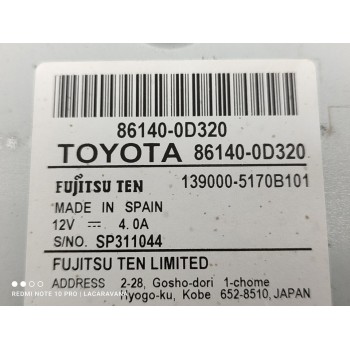 86140-0D320
TOYOTA 86140-0D320
FUJITSU TEN 139000-5170B101
MADE IN SPAIN
12V ⎓ 4.0A
S/NO. SP311044
FUJITSU TEN LIMITED
ADDRESS 2-28, Gosho-dori 1-chome
Hyogo-ku, Kobe 652-8510, JAPAN
REDMI NOTE 10 PRO | LACARAVANA